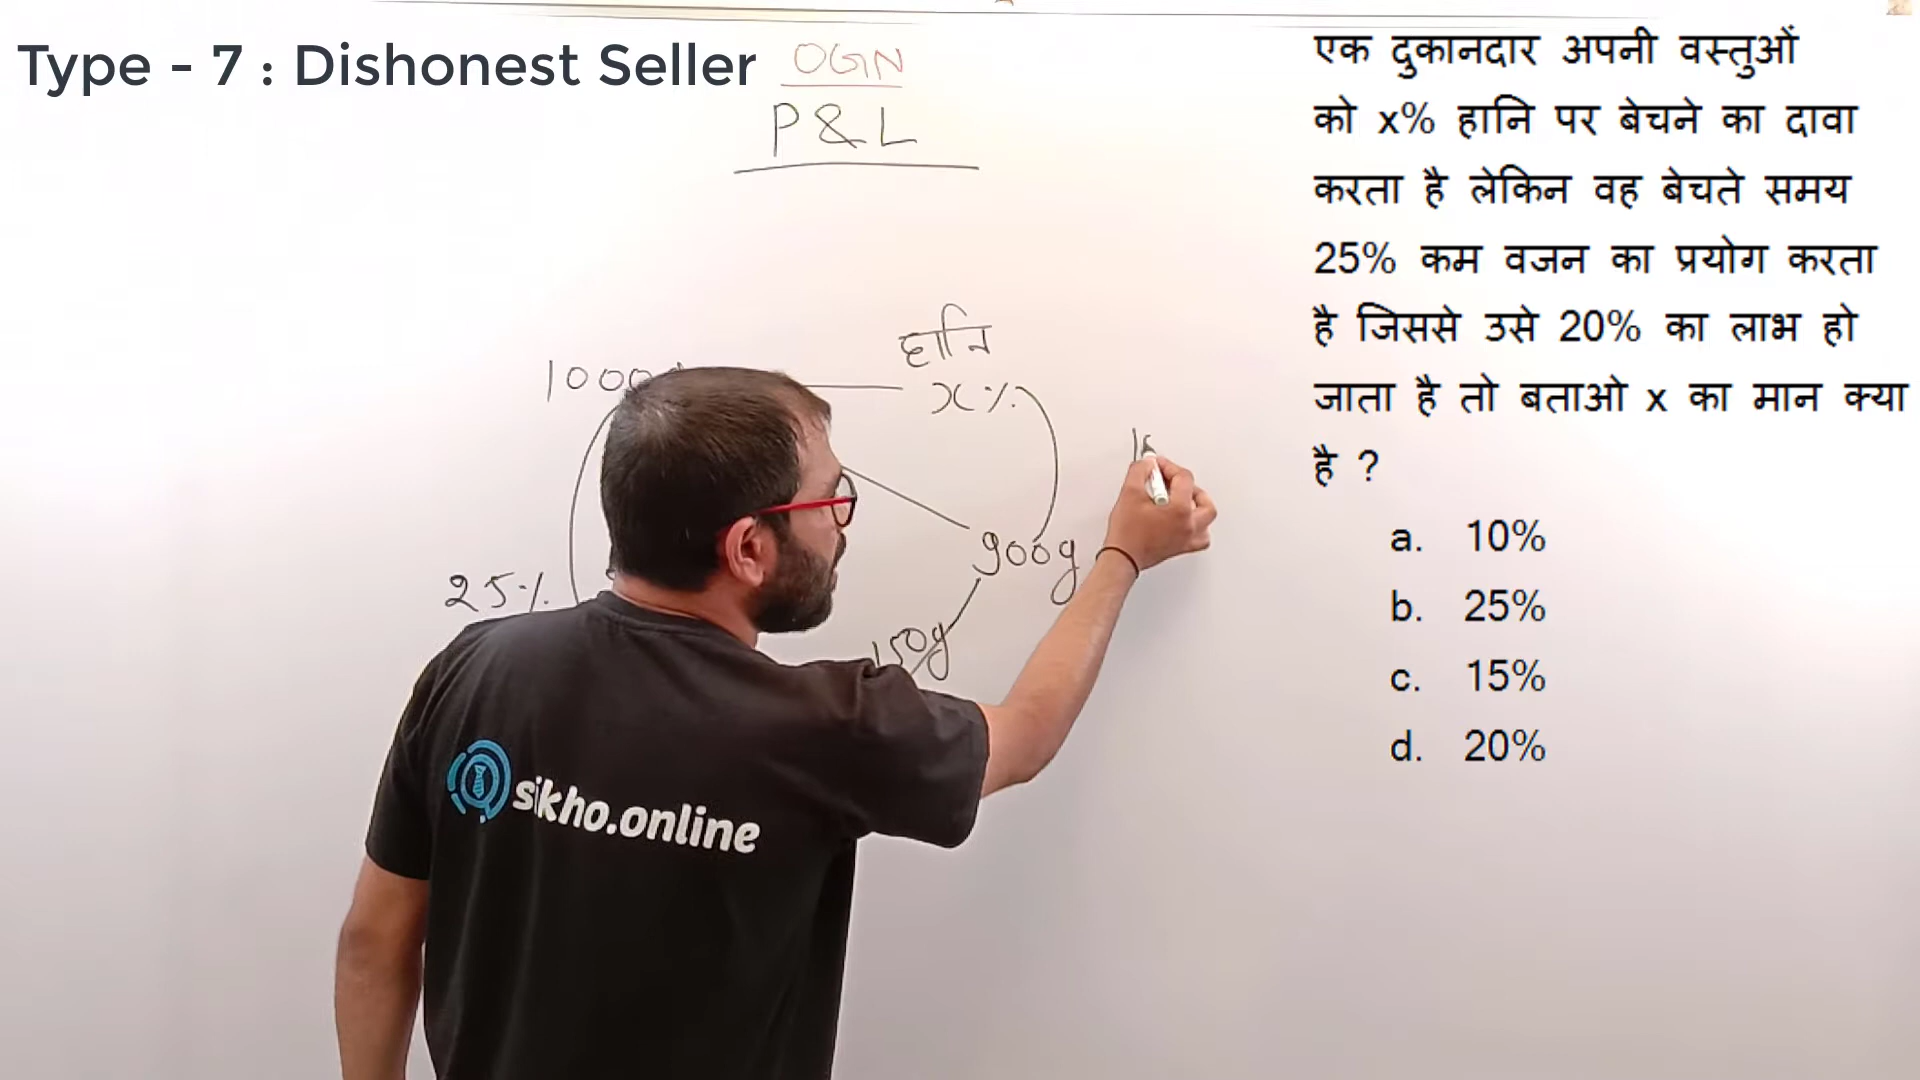 Type - 7 : Dishonest Seller
OGN
P & L
एक दुकानदार अपनी वस्तुओं
को x% हानि पर बेचने का दावा
करता है लेकिन वह बेचते समय
25% कम वजन का प्रयोग करता
है जिससे उसे 20% का लाभ हो
जाता है तो बताओ x का मान क्या
है ?
a. 10%
b. 25%
c. 15%
d. 20%
हानि
x%
900g
150g
25%
sikho.online